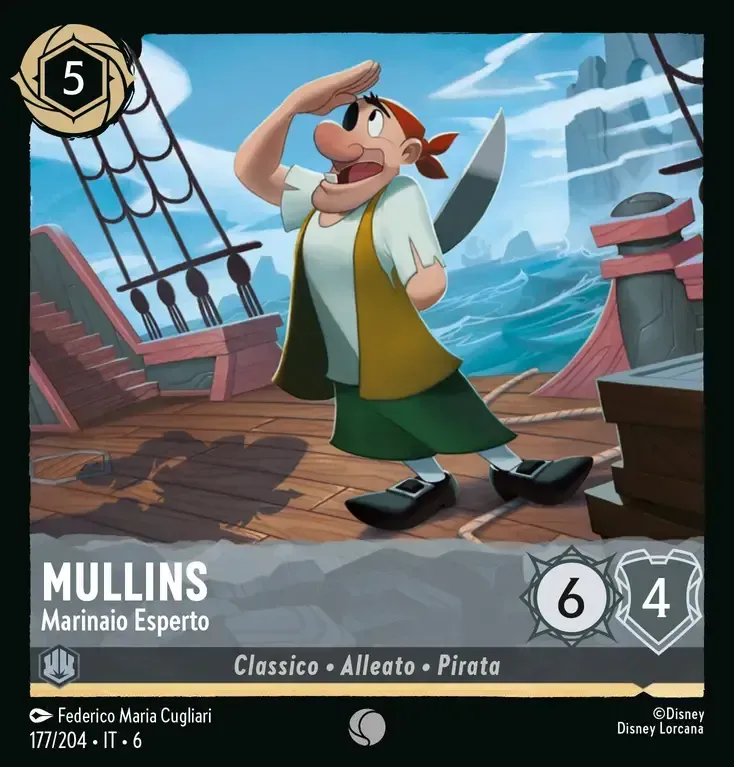 5
MULLINS
Marinaio Esperto
6
4
Classico • Alleato • Pirata
Federico Maria Cugliari
177/204 • IT • 6
©Disney
Disney Lorcana